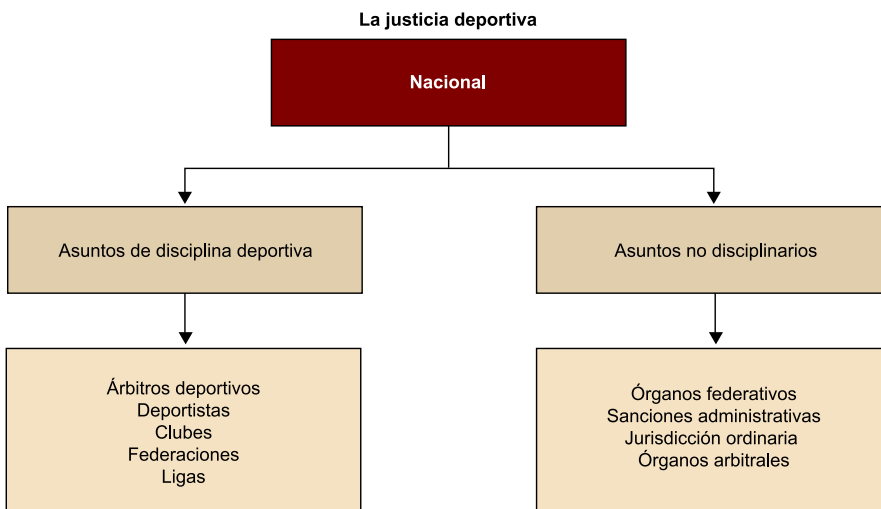 La justicia deportiva
Nacional
Asuntos de disciplina deportiva
Asuntos no disciplinarios
Árbitros deportivos
Deportistas
Clubes
Federaciones
Ligas
Órganos federativos
Sanciones administrativas
Jurisdicción ordinaria
Órganos arbitrales